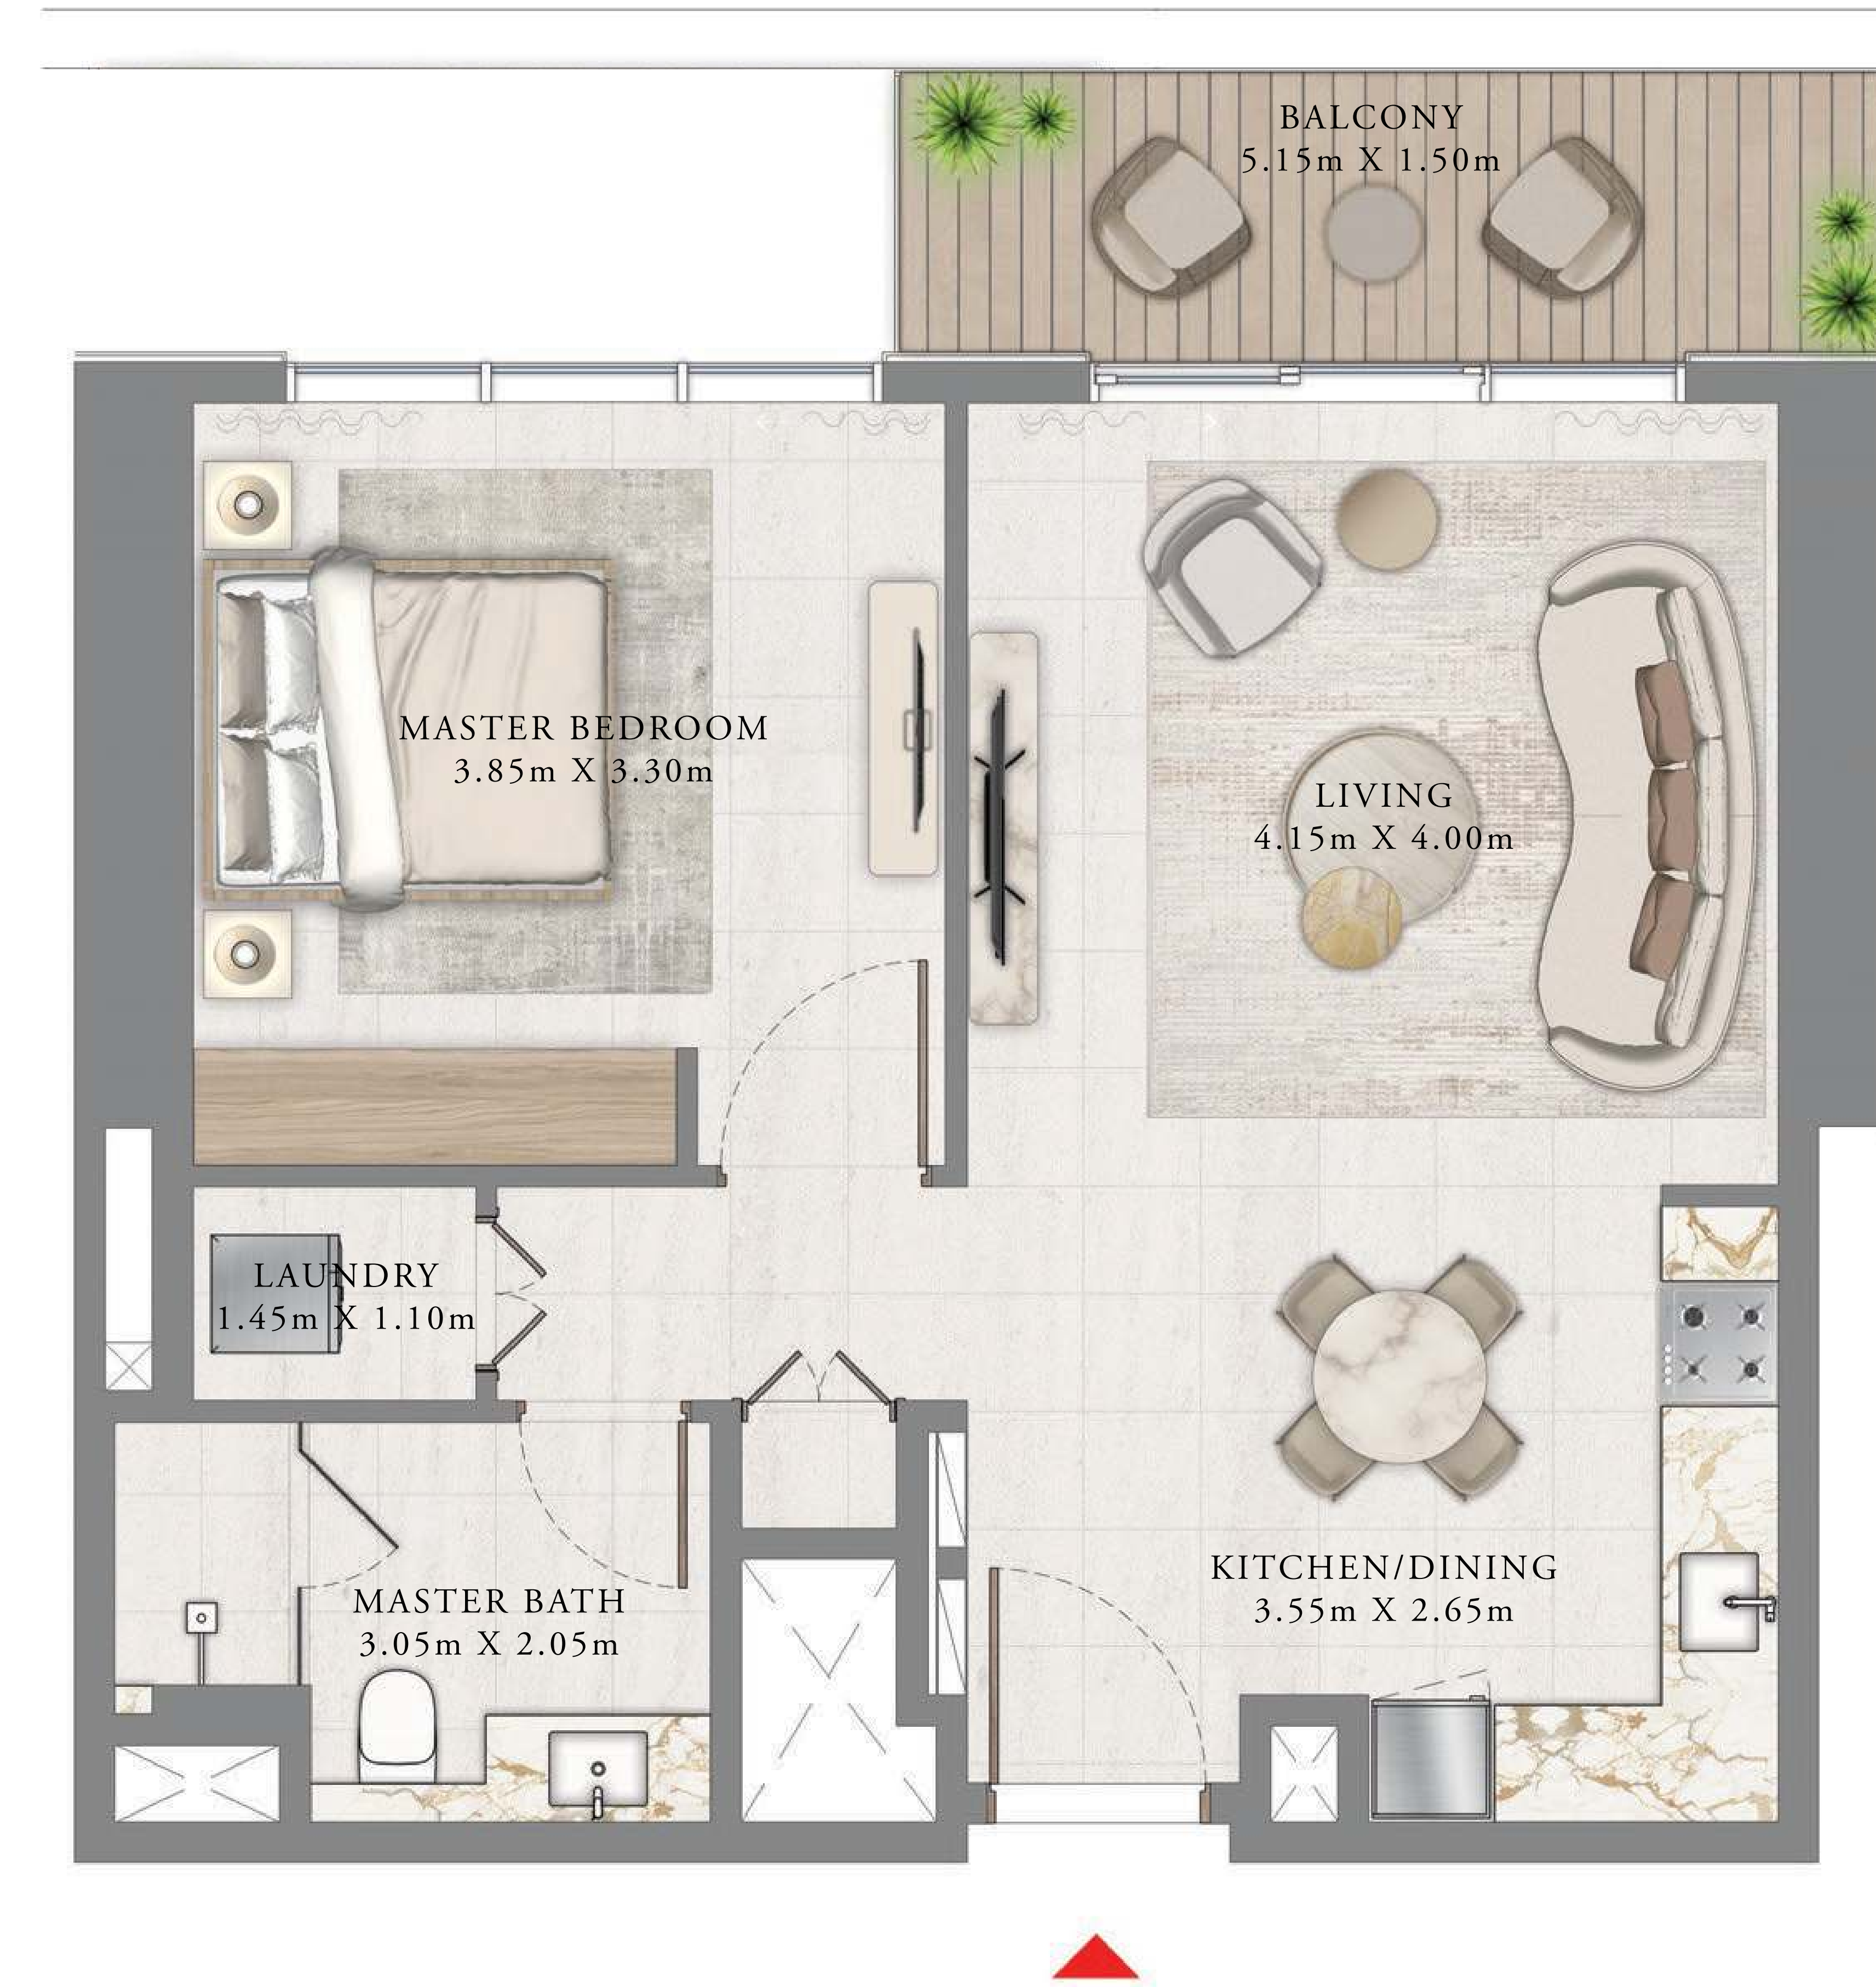 BALCONY
5.15m X 1.50m
MASTER BEDROOM
3.85m X 3.30m
LIVING
4.15m X 4.00m
LAUNDRY
1.45m X 1.10m
KITCHEN/DINING
3.55m X 2.65m
MASTER BATH
3.05m X 2.05m